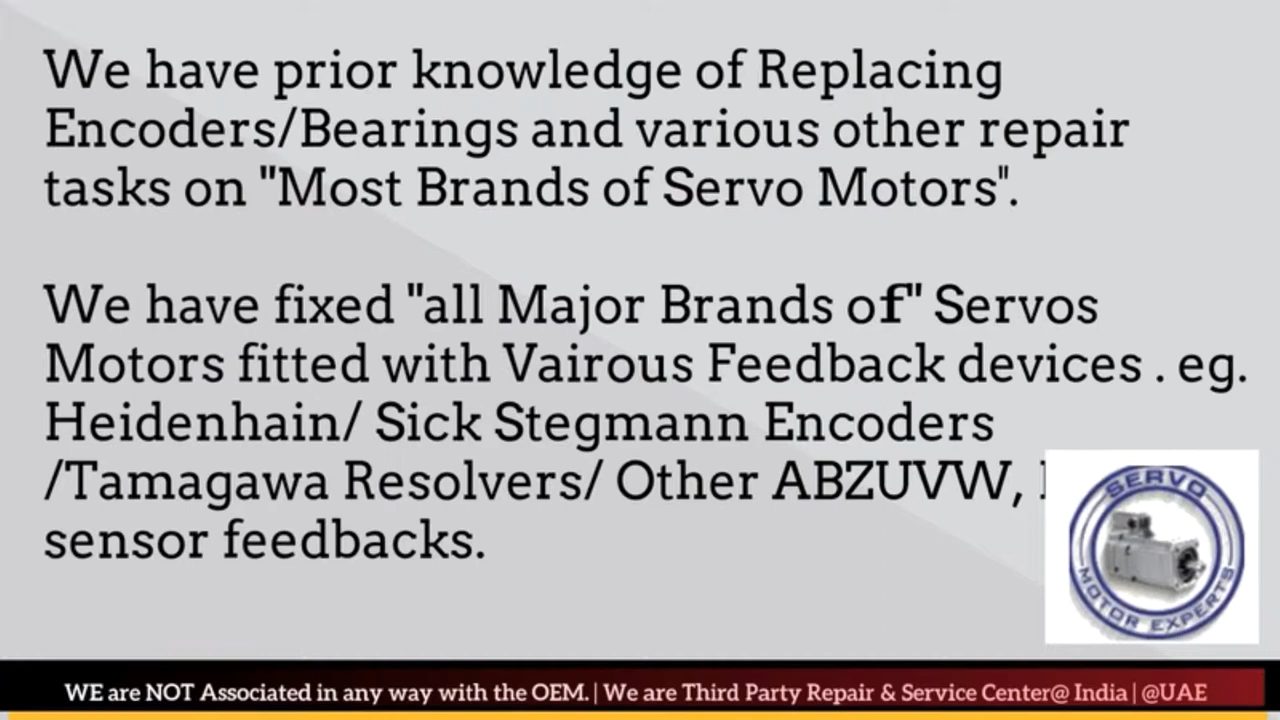 We have prior knowledge of Replacing
Encoders/Bearings and various other repair
tasks on "Most Brands of Servo Motors".
We have fixed "all Major Brands of" Servos
Motors fitted with Vairous Feedback devices . eg.
Heidenhain/ Sick Stegmann Encoders
/Tamagawa Resolvers/ Other ABZUVW,
sensor feedbacks.
SERVO
MOTOR EXPERTS
WE are NOT Associated in any way with the OEM. | We are Third Party Repair & Service Center@ India | @UAE